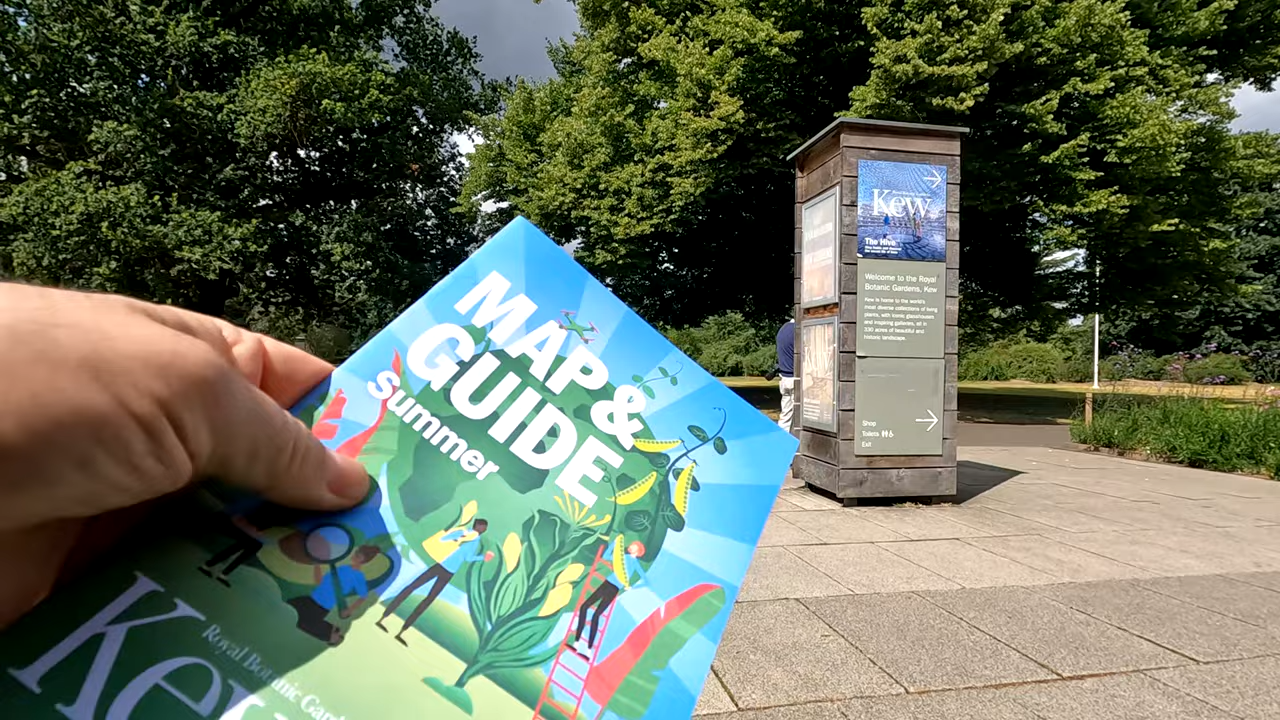 MAP &
GUIDE
Summer
Royal Botanic Gard
Kew
Kew
The Hive
Welcome to the Royal
Botanic Gardens, Kew
Kew is home to the world's
most diverse collections of living
plants, with iconic glasshouses
and inspiring galleries, all in
330 acres of beautiful and
historic landscape.
Shop
Toilets
Exit